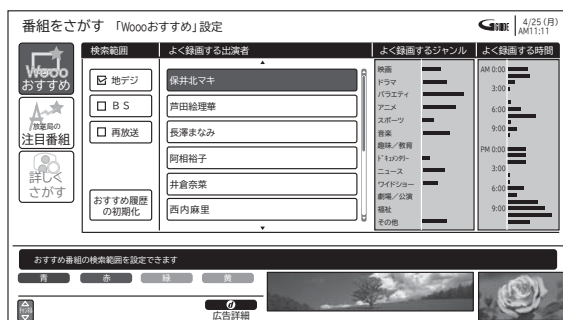 番組をさがす 「Woooおすすめ」設定
GGUIDE
4/25 (月)
AM11:11
Wooo
おすすめ
放送局の
注目番組
詳しく
さがす
検索範囲
地デジ
BS
再放送
おすすめ履歴
の初期化
よく録画する出演者
保井北マキ
芦田絵理華
長澤まなみ
阿相裕子
井倉奈菜
西内麻里
よく録画するジャンル
映画
ドラマ
バラエティ
アニメ
スポーツ
音楽
趣味／教育
ドキュメンタリー
ニュース
ワイドショー
劇場／公演
福祉
その他
よく録画する時間
AM 0:00
3:00
6:00
9:00
PM 0:00
3:00
6:00
9:00
おすすめ番組の検索範囲を設定できます
青
赤
緑
黄
d
広告詳細